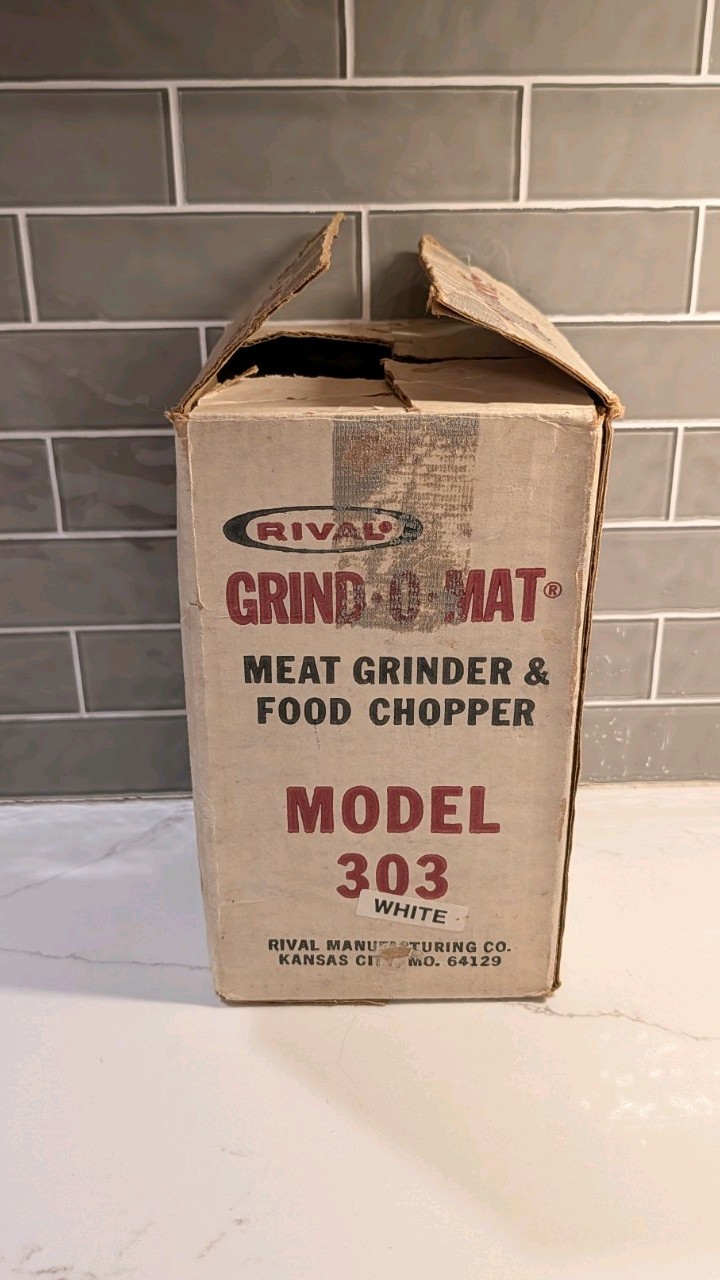 RIVAL®
GRIND·O·MAT®
MEAT GRINDER &
FOOD CHOPPER
MODEL
303
WHITE
RIVAL MANUFACTURING CO.
KANSAS CITY, MO. 64129